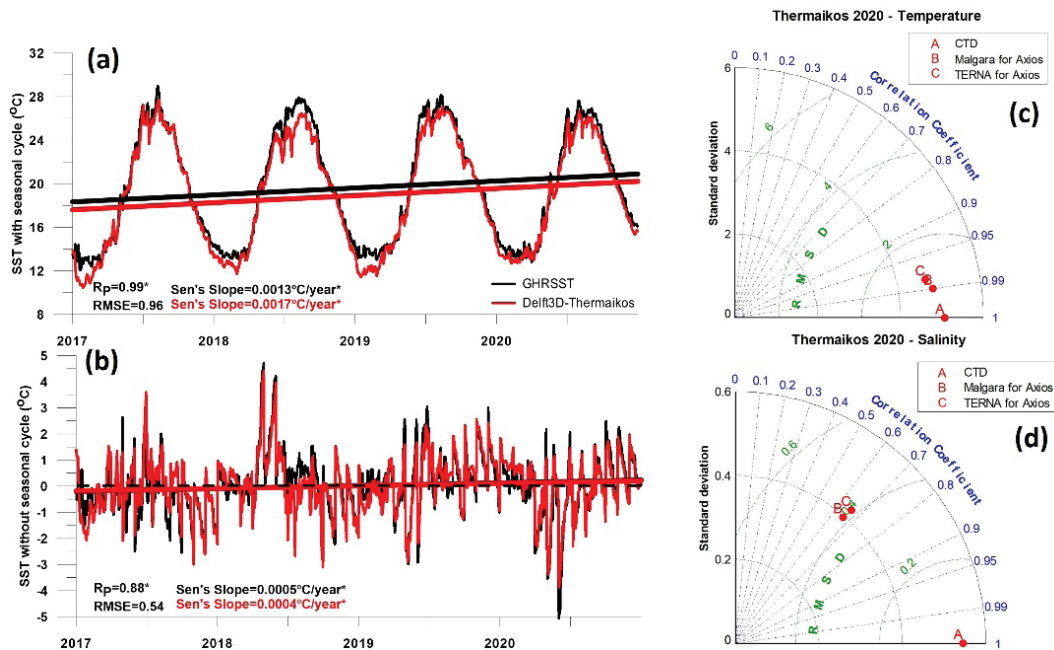 (a)
SST with seasonal cycle (ºC)
32
28
24
20
16
12
8
Rp=0.99*
Sen's Slope=0.0013ºC/year*
RMSE=0.96
Sen's Slope=0.0017ºC/year*
GHRSST
Delft3D-Thermaikos
2017
2018
2019
2020
(b)
SST without seasonal cycle (ºC)
5
4
3
2
1
0
-1
-2
-3
-4
-5
Rp=0.88*
Sen's Slope=0.0005ºC/year*
RMSE=0.54
Sen's Slope=0.0004ºC/year*
2017
2018
2019
2020
Thermaikos 2020 - Temperature
A CTD
B Malgara for Axios
C TERNA for Axios
(c)
Standard deviation
6
4
2
0
0
0.1
0.2
0.3
0.4
0.5
0.6
0.7
0.8
0.9
0.95
0.99
1
Correlation Coefficient
6
4
2
RMSD
C
B
A
Thermaikos 2020 - Salinity
A CTD
B Malgara for Axios
C TERNA for Axios
(d)
Standard deviation
0.6
0.4
0.2
0
0
0.1
0.2
0.3
0.4
0.5
0.6
0.7
0.8
0.9
0.95
0.99
1
Correlation Coefficient
0.6
0.2
RMSD
C
B
A